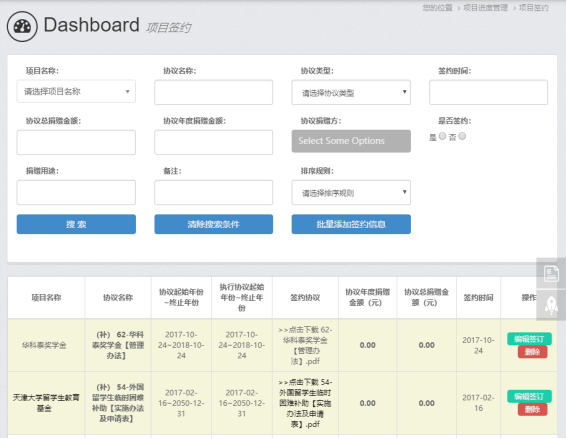 您的位置 > 项目进度管理 > 项目签约
Dashboard 项目签约
项目名称: 协议名称: 协议类型: 签约时间:
请选择项目名称 请选择协议类型
协议总捐赠金额: 协议年度捐赠金额: 协议捐赠方: 是否签约:
Select Some Options 是 否
捐赠用途: 备注: 排序规则:
请选择排序规则
搜 索 清除搜索条件 批量添加签约信息
项目名称 协议名称 协议起始年份~终止年份 执行协议起始年份~终止年份 签约协议 协议年度捐赠金额(元) 协议总捐赠金额(元) 签约时间 操作
华科泰奖学金
(补) 62-华科
泰奖学金【管理
办法】
2017-10-
24~2018-10-
24
2017-10-
24~2018-10-
24
>>点击下载 62-
华科泰奖学金
【管理办
法】.pdf
0.00
0.00
2017-10-
24
编辑签订
删除
天津大学留学生教育
基金
(补) 54-外国
留学生临时困难
补助【实施办法
及申请表】
2017-02-
16~2050-12-
31
2017-02-
16~2050-12-
31
>>点击下载 54-
外国留学生临时
困难补助【实施
办法及申请
表】.pdf
0.00
0.00
2017-02-
16
编辑签订
删除